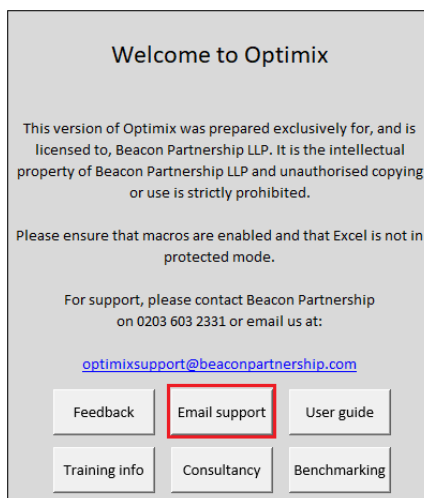 Welcome to Optimix
This version of Optimix was prepared exclusively for, and is
licensed to, Beacon Partnership LLP. It is the intellectual
property of Beacon Partnership LLP and unauthorised copying
or use is strictly prohibited.
Please ensure that macros are enabled and that Excel is not in
protected mode.
For support, please contact Beacon Partnership
on 0203 603 2331 or email us at:
optimixsupport@beaconpartnership.com
Feedback Email support User guide
Training info Consultancy Benchmarking